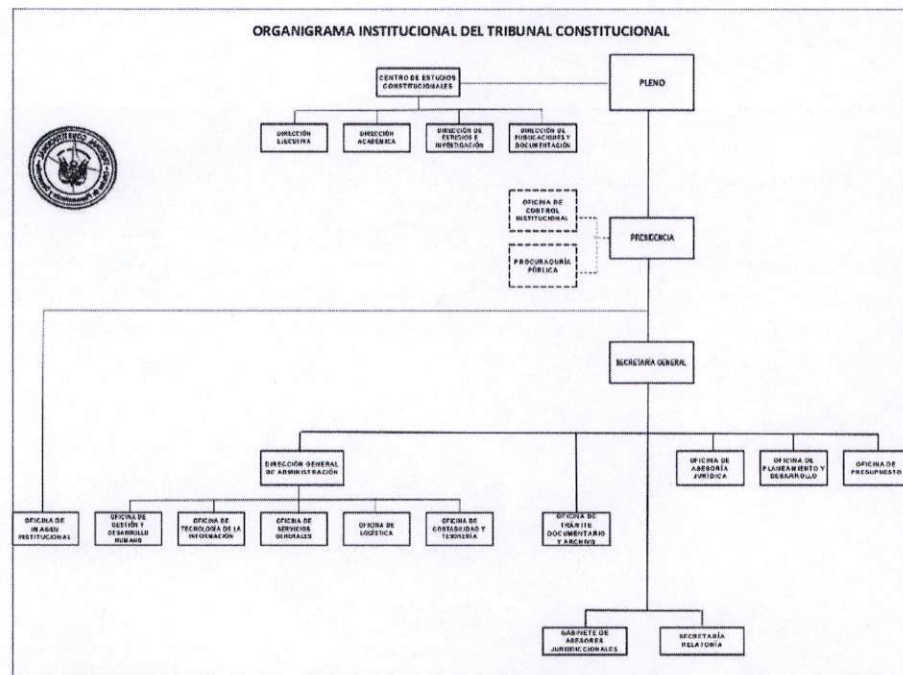 ORGANIGRAMA INSTITUCIONAL DEL TRIBUNAL CONSTITUCIONAL
CENTRO DE ESTUDIOS
CONSTITUCIONALES
PLENO
DIRECCIÓN
EJECUTIVA
DIRECCIÓN
ACADÉMICA
DIRECCIÓN DE
ESTUDIOS E
INVESTIGACIÓN
DIRECCIÓN DE
PUBLICACIONES Y
DOCUMENTACIÓN
OFICINA DE
CONTROL
INSTITUCIONAL
PROCURAQURÍA
PÚBLICA
PRESIDENCIA
SECRETARÍA GENERAL
DIRECCIÓN GENERAL
DE ADMINISTRACIÓN
OFICINA DE
ASESORÍA
JURÍDICA
OFICINA DE
PLANEAMIENTO Y
DESARROLLO
OFICINA DE
PRESUPUESTO
OFICINA DE
IMAGEN
INSTITUCIONAL
OFICINA DE
GESTIÓN Y
DESARROLLO
HUMANO
OFICINA DE
TECNOLOGÍA DE LA
INFORMACIÓN
OFICINA DE
SERVICIOS
GENERALES
OFICINA DE
LOGÍSTICA
OFICINA DE
CONTABILIDAD Y
TESORERÍA
OFICINA DE
TRÁMITE
DOCUMENTARIO
Y ARCHIVO
GABINETE DE
ASESORES
JURIDICCIONALES
SECRETARÍA
RELATORÍA